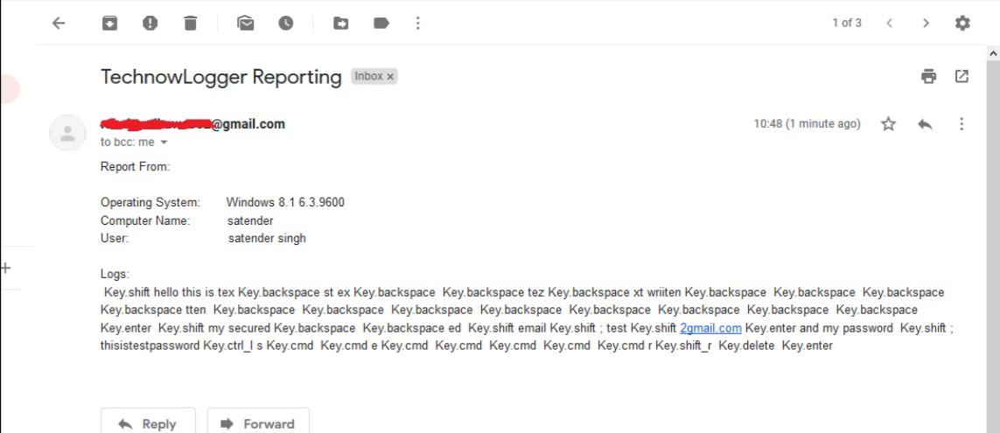 1 of 3
TechnowLogger Reporting Inbox x
@gmail.com 10:48 (1 minute ago)
to bcc: me
Report From:
Operating System: Windows 8.1 6.3.9600
Computer Name: satender
User: satender singh
Logs:
Key.shift hello this is tex Key.backspace st ex Key.backspace Key.backspace tez Key.backspace xt wriiten Key.backspace Key.backspace Key.backspace
Key.backspace tten Key.backspace Key.backspace Key.backspace Key.backspace Key.backspace Key.backspace Key.backspace Key.backspace
Key.enter Key.shift my secured Key.backspace Key.backspace ed Key.shift email Key.shift ; test Key.shift 2gmail.com Key.enter and my password Key.shift ;
thisistestpassword Key.ctrl_l s Key.cmd Key.cmd e Key.cmd Key.cmd Key.cmd Key.cmd Key.cmd r Key.shift_r Key.delete Key.enter
Reply Forward